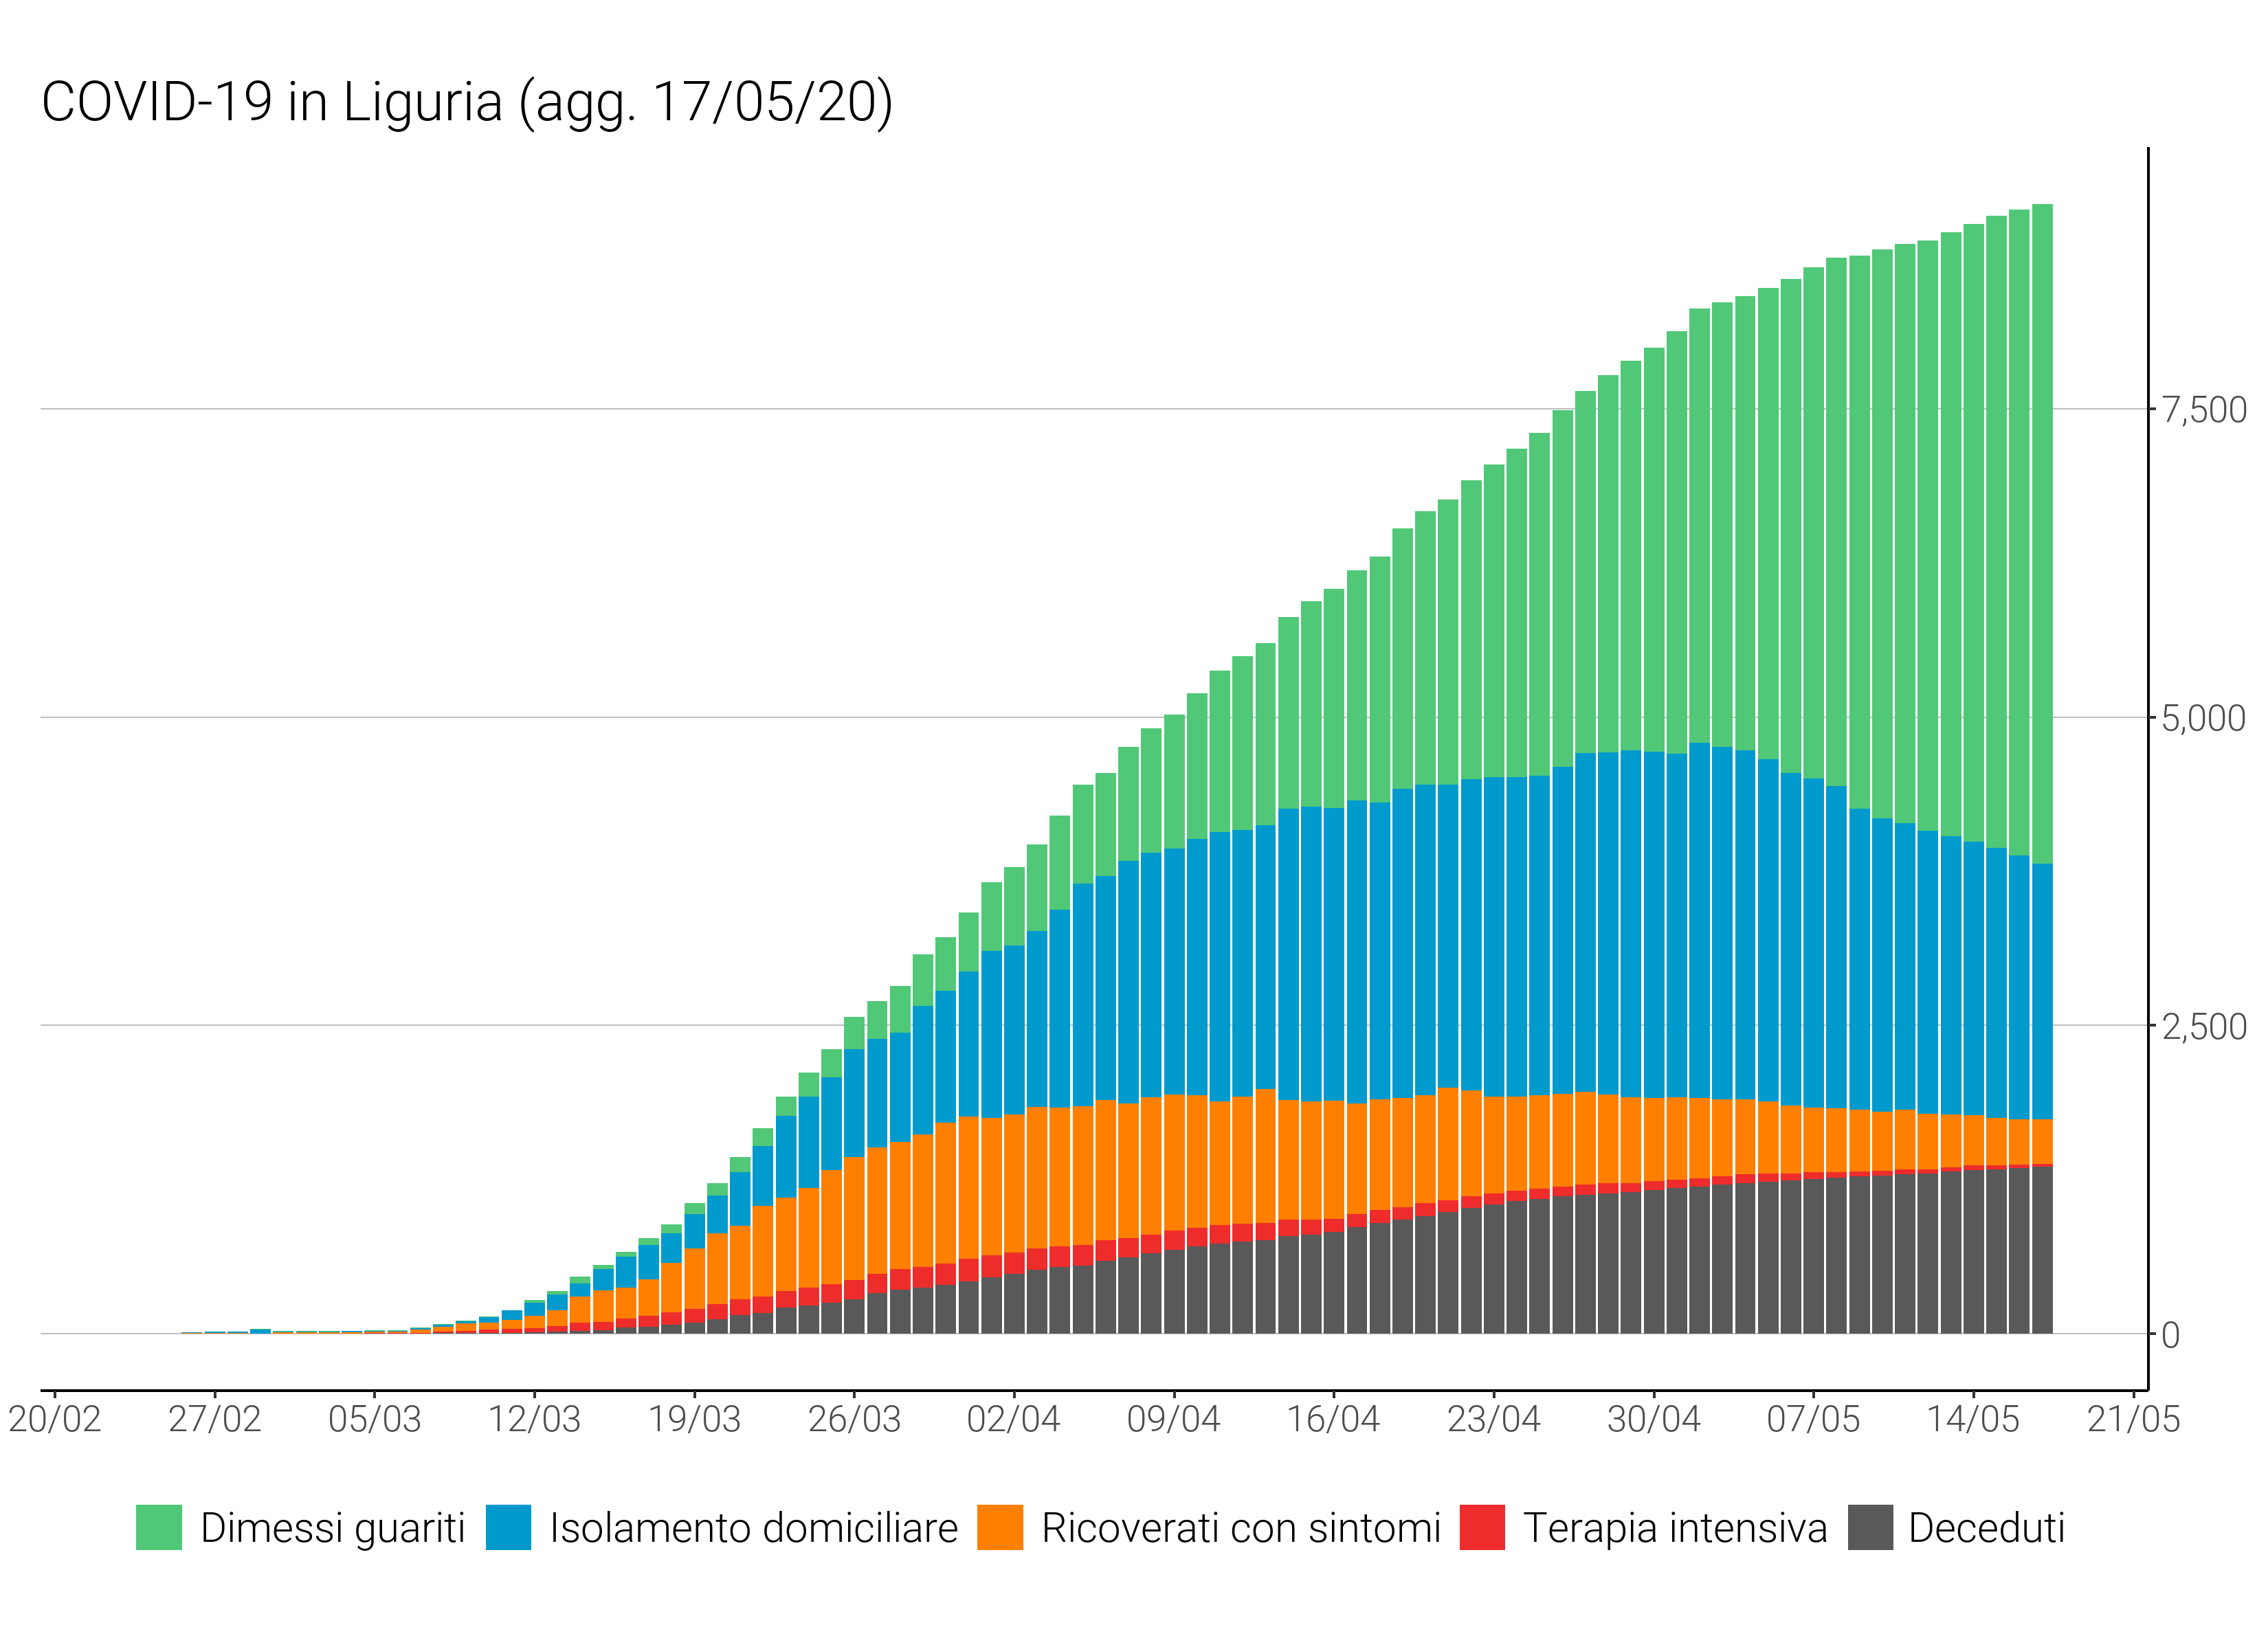 COVID-19 in Liguria (agg. 17/05/20)
7,500
5,000
2,500
0
20/02 27/02 05/03 12/03 19/03 26/03 02/04 09/04 16/04 23/04 30/04 07/05 14/05 21/05
Dimessi guariti Isolamento domiciliare Ricoverati con sintomi Terapia intensiva Deceduti